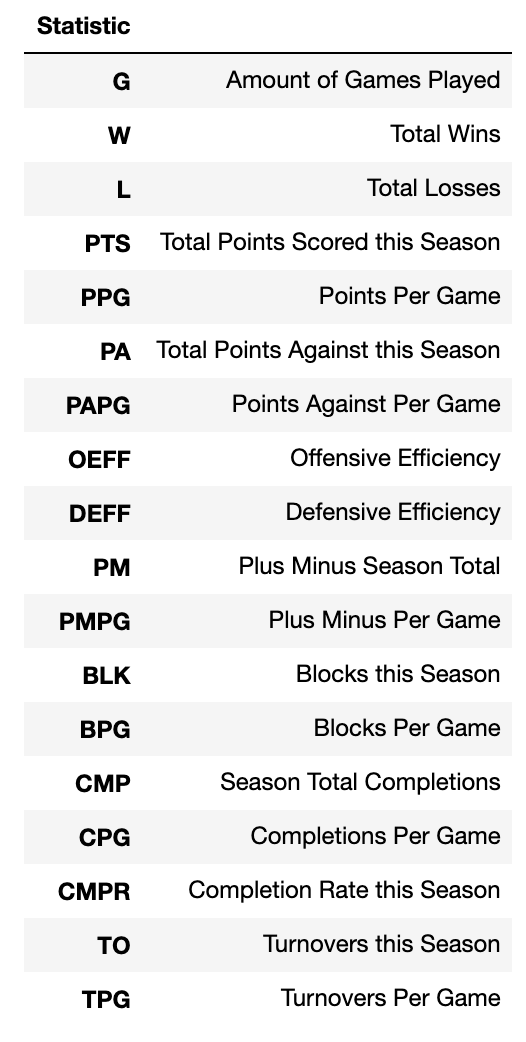 Statistic
G Amount of Games Played
W Total Wins
L Total Losses
PTS Total Points Scored this Season
PPG Points Per Game
PA Total Points Against this Season
PAPG Points Against Per Game
OEFF Offensive Efficiency
DEFF Defensive Efficiency
PM Plus Minus Season Total
PMPG Plus Minus Per Game
BLK Blocks this Season
BPG Blocks Per Game
CMP Season Total Completions
CPG Completions Per Game
CMPR Completion Rate this Season
TO Turnovers this Season
TPG Turnovers Per Game